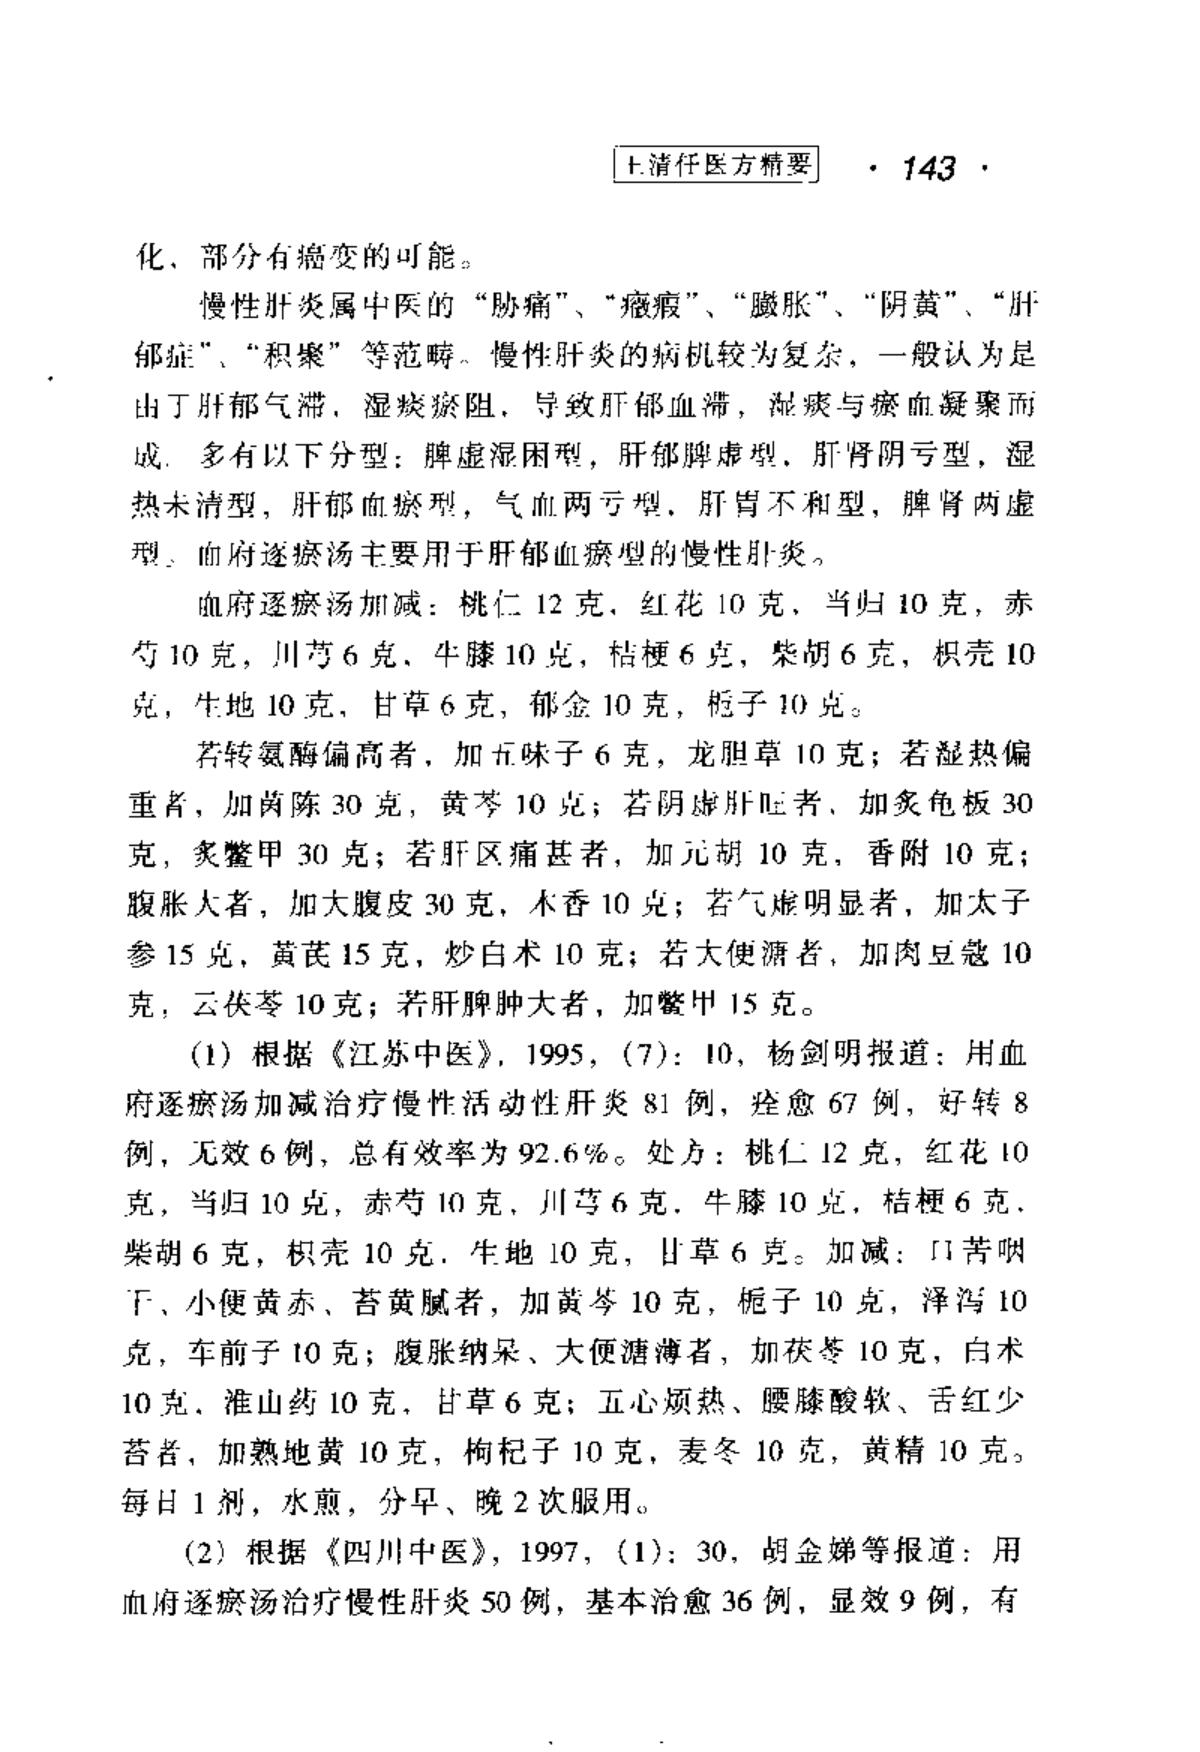 王清任医方精要 · 143 ·
化，部分有癌变的可能。
慢性肝炎属中医的“胁痛”、“癥瘕”、“臌胀”、“阴黄”、“肝
郁症”、“积聚”等范畴。慢性肝炎的病机较为复杂，一般认为是
由于肝郁气滞，湿痰瘀阻，导致肝郁血滞，湿痰与瘀血凝聚而
成。多有以下分型：脾虚湿困型，肝郁脾虚型，肝肾阴亏型，湿
热未清型，肝郁血瘀型，气血两亏型，肝胃不和型，脾肾两虚
型。血府逐瘀汤主要用于肝郁血瘀型的慢性肝炎。
血府逐瘀汤加减：桃仁 12 克，红花 10 克，当归 10 克，赤
芍 10 克，川芎 6 克，牛膝 10 克，桔梗 6 克，柴胡 6 克，枳壳 10
克，生地 10 克，甘草 6 克，郁金 10 克，栀子 10 克。
若转氨酶偏高者，加五味子 6 克，龙胆草 10 克；若湿热偏
重者，加茵陈 30 克，黄芩 10 克；若阴虚肝旺者，加炙龟板 30
克，炙鳖甲 30 克；若肝区痛甚者，加元胡 10 克，香附 10 克；
腹胀大者，加大腹皮 30 克，木香 10 克；若气虚明显者，加太子
参 15 克，黄芪 15 克，炒白术 10 克；若大便溏者，加肉豆蔻 10
克，云茯苓 10 克；若肝脾肿大者，加鳖甲 15 克。
(1) 根据《江苏中医》，1995，(7)：10，杨剑明报道：用血
府逐瘀汤加减治疗慢性活动性肝炎 81 例，痊愈 67 例，好转 8
例，无效 6 例，总有效率为 92.6%。处方：桃仁 12 克，红花 10
克，当归 10 克，赤芍 10 克，川芎 6 克，牛膝 10 克，桔梗 6 克，
柴胡 6 克，枳壳 10 克，生地 10 克，甘草 6 克。加减：口苦咽
干、小便黄赤、苔黄腻者，加黄芩 10 克，栀子 10 克，泽泻 10
克，车前子 10 克；腹胀纳呆、大便溏薄者，加茯苓 10 克，白术
10 克，淮山药 10 克，甘草 6 克；五心烦热、腰膝酸软、舌红少
苔者，加熟地黄 10 克，枸杞子 10 克，麦冬 10 克，黄精 10 克。
每日 1 剂，水煎，分早、晚 2 次服用。
(2) 根据《四川中医》，1997，(1)：30，胡金娣等报道：用
血府逐瘀汤治疗慢性肝炎 50 例，基本治愈 36 例，显效 9 例，有